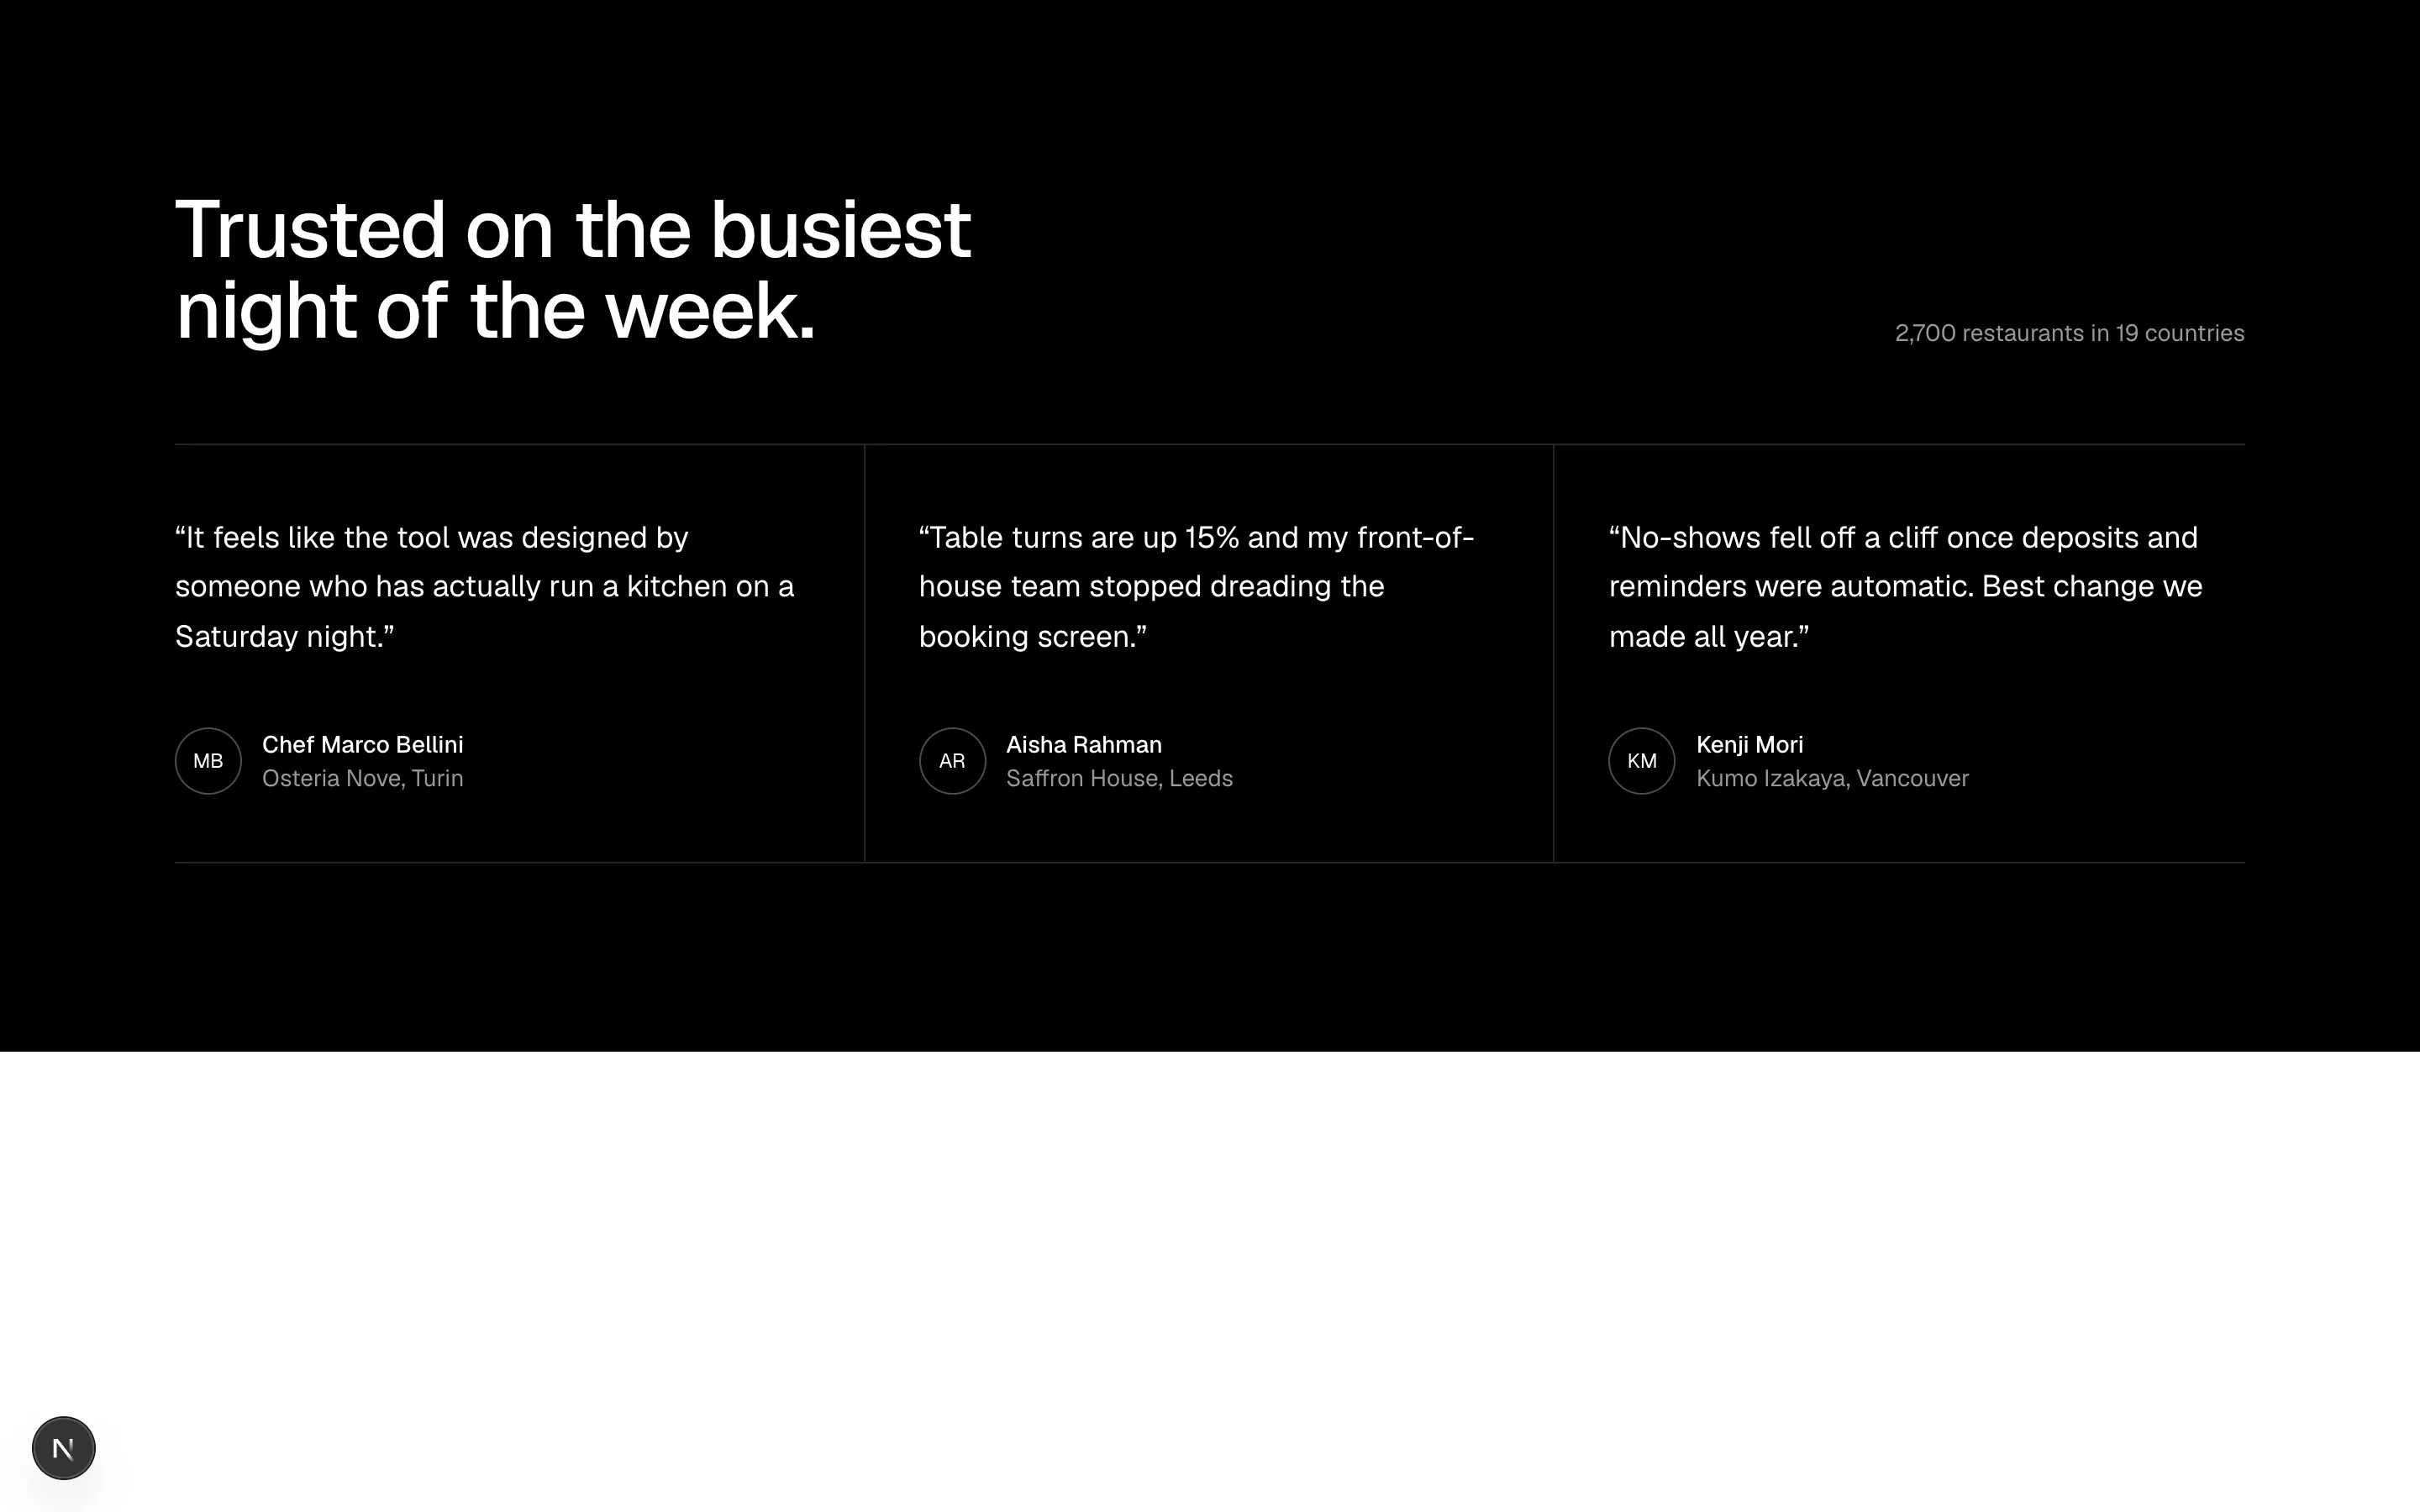 Trusted on the busiest
night of the week.
2,700 restaurants in 19 countries
“It feels like the tool was designed by
someone who has actually run a kitchen on a
Saturday night.”
MB
Chef Marco Bellini
Osteria Nove, Turin
“Table turns are up 15% and my front-of-
house team stopped dreading the
booking screen.”
AR
Aisha Rahman
Saffron House, Leeds
“No-shows fell off a cliff once deposits and
reminders were automatic. Best change we
made all year.”
KM
Kenji Mori
Kumo Izakaya, Vancouver
N